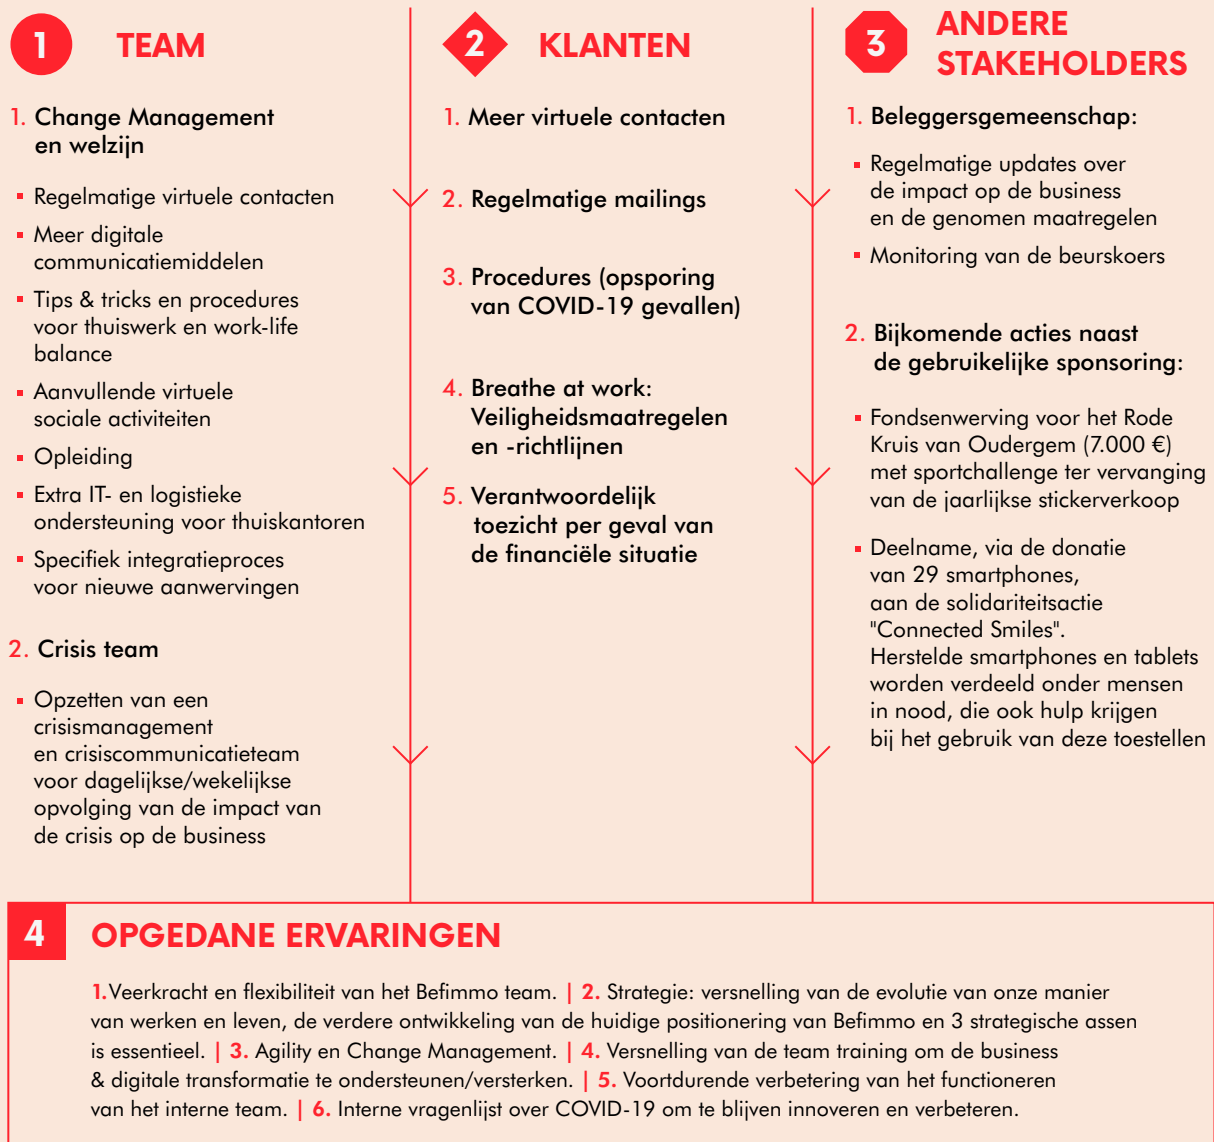 1
TEAM
1. Change Management
en welzijn
▪ Regelmatige virtuele contacten
▪ Meer digitale
communicatiemiddelen
▪ Tips & tricks en procedures
voor thuiswerk en work-life
balance
▪ Aanvullende virtuele
sociale activiteiten
▪ Opleiding
▪ Extra IT- en logistieke
ondersteuning voor thuiskantoren
▪ Specifiek integratieproces
voor nieuwe aanwervingen
2. Crisis team
▪ Opzetten van een
crisismanagement
en crisiscommunicatieteam
voor dagelijkse/wekelijkse
opvolging van de impact van
de crisis op de business
2
KLANTEN
1. Meer virtuele contacten
2. Regelmatige mailings
3. Procedures (opsporing
van COVID-19 gevallen)
4. Breathe at work:
Veiligheidsmaatregelen
en -richtlijnen
5. Verantwoordelijk
toezicht per geval van
de financiële situatie
3
ANDERE
STAKEHOLDERS
1. Beleggersgemeenschap:
▪ Regelmatige updates over
de impact op de business
en de genomen maatregelen
▪ Monitoring van de beurskoers
2. Bijkomende acties naast
de gebruikelijke sponsoring:
▪ Fondsenwerving voor het Rode
Kruis van Oudergem (7.000 €)
met sportchallenge ter vervanging
van de jaarlijkse stickerverkoop
▪ Deelname, via de donatie
van 29 smartphones,
aan de solidariteitsactie
"Connected Smiles".
Herstelde smartphones en tablets
worden verdeeld onder mensen
in nood, die ook hulp krijgen
bij het gebruik van deze toestellen
4
OPGEDANE ERVARINGEN
1.Veerkracht en flexibiliteit van het Befimmo team. | 2. Strategie: versnelling van de evolutie van onze manier
van werken en leven, de verdere ontwikkeling van de huidige positionering van Befimmo en 3 strategische assen
is essentieel. | 3. Agility en Change Management. | 4. Versnelling van de team training om de business
& digitale transformatie te ondersteunen/versterken. | 5. Voortdurende verbetering van het functioneren
van het interne team. | 6. Interne vragenlijst over COVID-19 om te blijven innoveren en verbeteren.